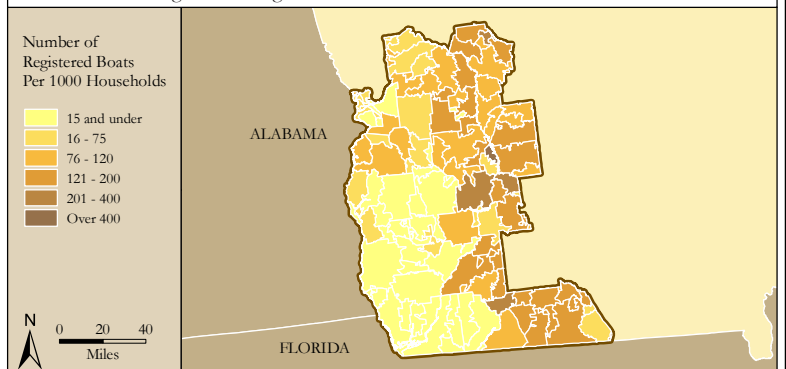 Number of
Registered Boats
Per 1000 Households
15 and under
16 - 75
76 - 120
121 - 200
201 - 400
Over 400
N
0 20 40
Miles
ALABAMA
FLORIDA